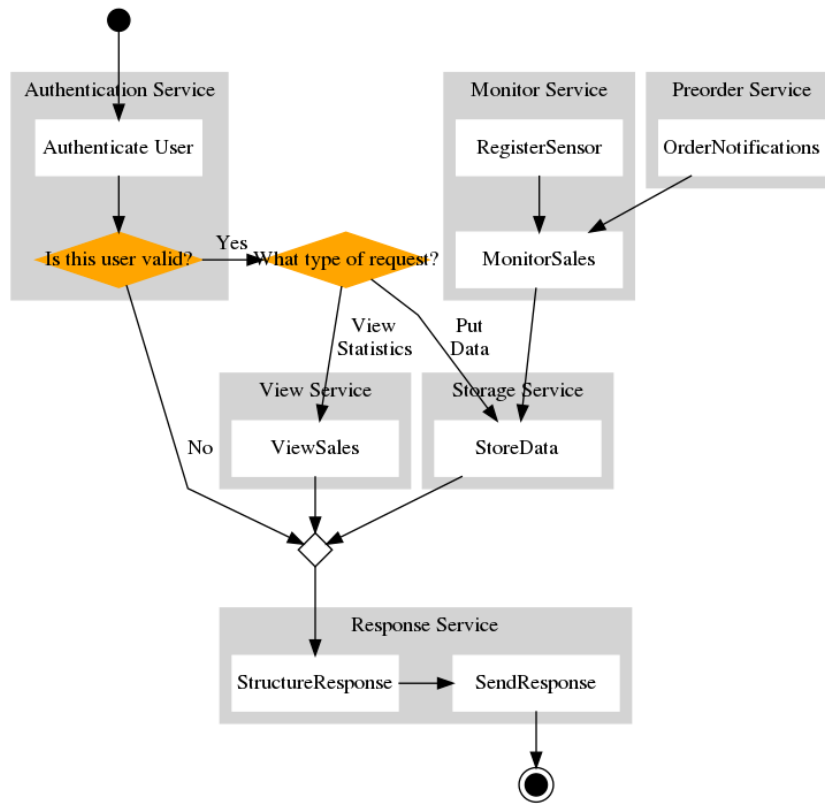 Authentication Service
Monitor Service
Preorder Service
Authenticate User
RegisterSensor
OrderNotifications
Is this user valid?
Yes
What type of request?
MonitorSales
View
Statistics
Put
Data
View Service
Storage Service
No
ViewSales
StoreData
Response Service
StructureResponse
SendResponse